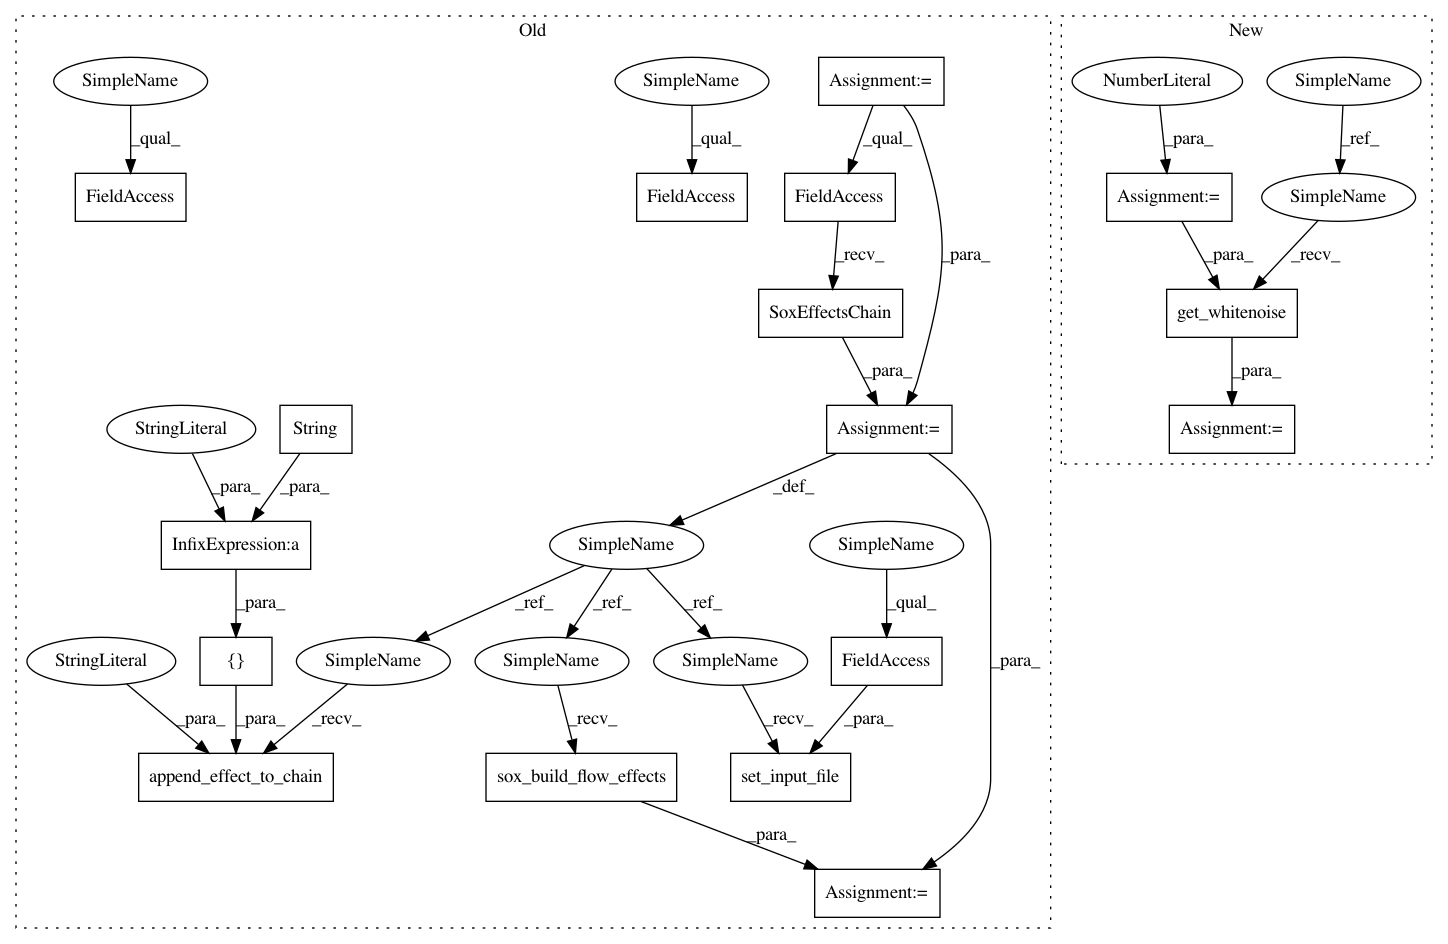 Old
New
SimpleName
SimpleName
Assignment:=
NumberLiteral
SimpleName
_qual_
_qual_
_qual_
_para_
_ref_
FieldAccess
FieldAccess
FieldAccess
Assignment:=
SimpleName
_recv_
_para_
_para_
_recv_
SoxEffectsChain
get_whitenoise
_para_
_para_
StringLiteral
String
Assignment:=
Assignment:=
_para_
_para_
_def_
InfixExpression:a
SimpleName
SimpleName
_para_
_ref_
_ref_
_ref_
_qual_
StringLiteral
{}
SimpleName
SimpleName
SimpleName
FieldAccess
_para_
_para_
_para_
_recv_
_recv_
_recv_
_para_
append_effect_to_chain
sox_build_flow_effects
set_input_file
_para_
Assignment:=